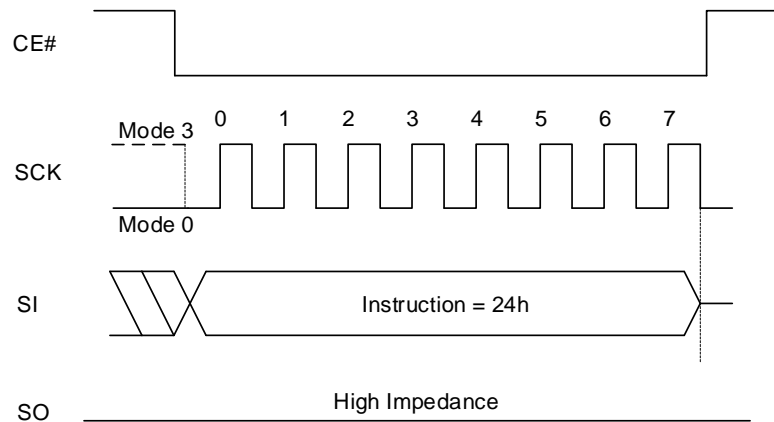 CE#
Mode 3 0 1 2 3 4 5 6 7
SCK
Mode 0
SI Instruction = 24h
High Impedance
SO